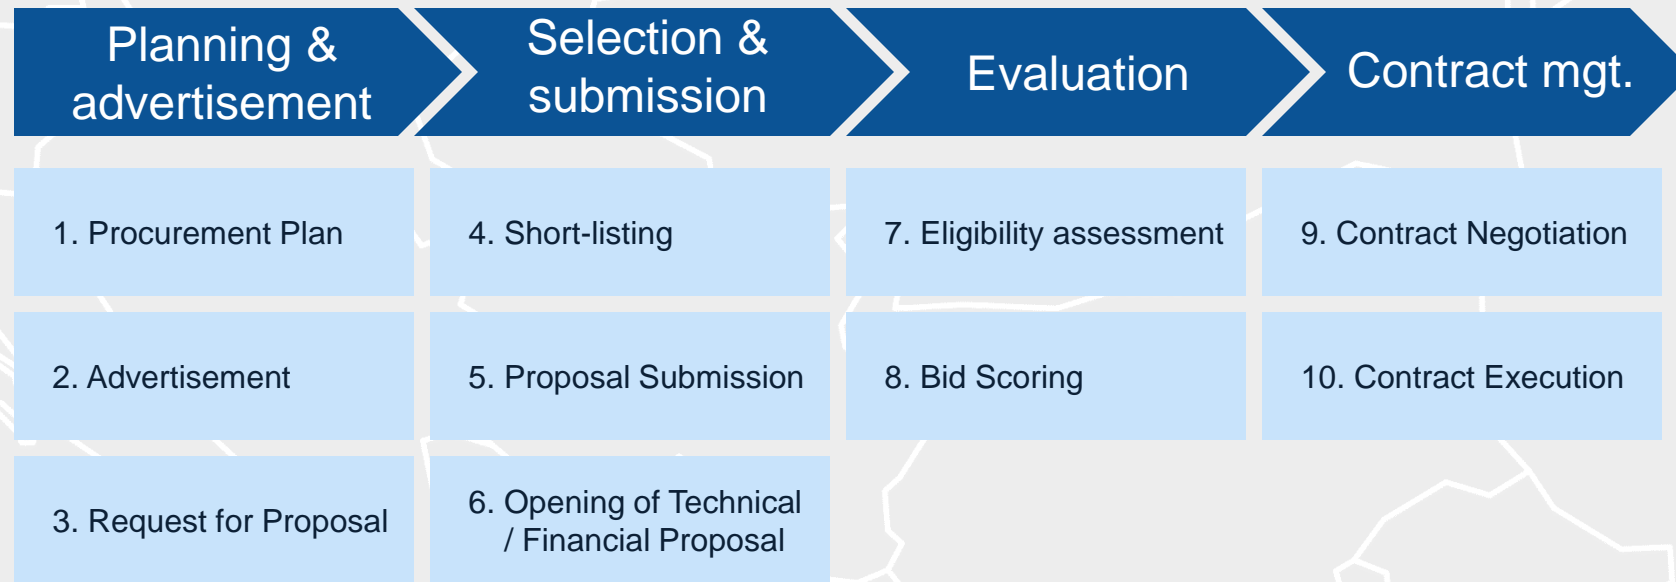 Planning &
advertisement
Selection &
submission
Evaluation
Contract mgt.
1. Procurement Plan
4. Short-listing
7. Eligibility assessment
9. Contract Negotiation
2. Advertisement
5. Proposal Submission
8. Bid Scoring
10. Contract Execution
3. Request for Proposal
6. Opening of Technical
/ Financial Proposal